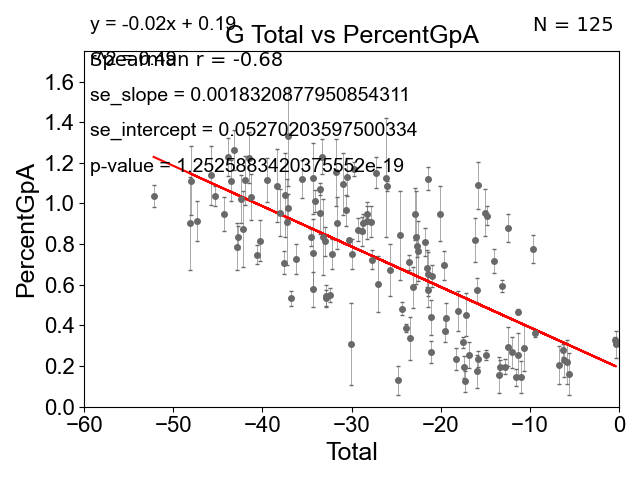 y = -0.02x + 0.19
G Total vs PercentGpA
N = 125
Spearman r = -0.68
se_slope = 0.0018320877950854311
se_intercept = 0.05270203597500334
p-value = 1.2525883420375552e-19
PercentGpA
1.6
1.4
1.2
1.0
0.8
0.6
0.4
0.2
0.0
−60
−50
−40
−30
−20
−10
0
Total